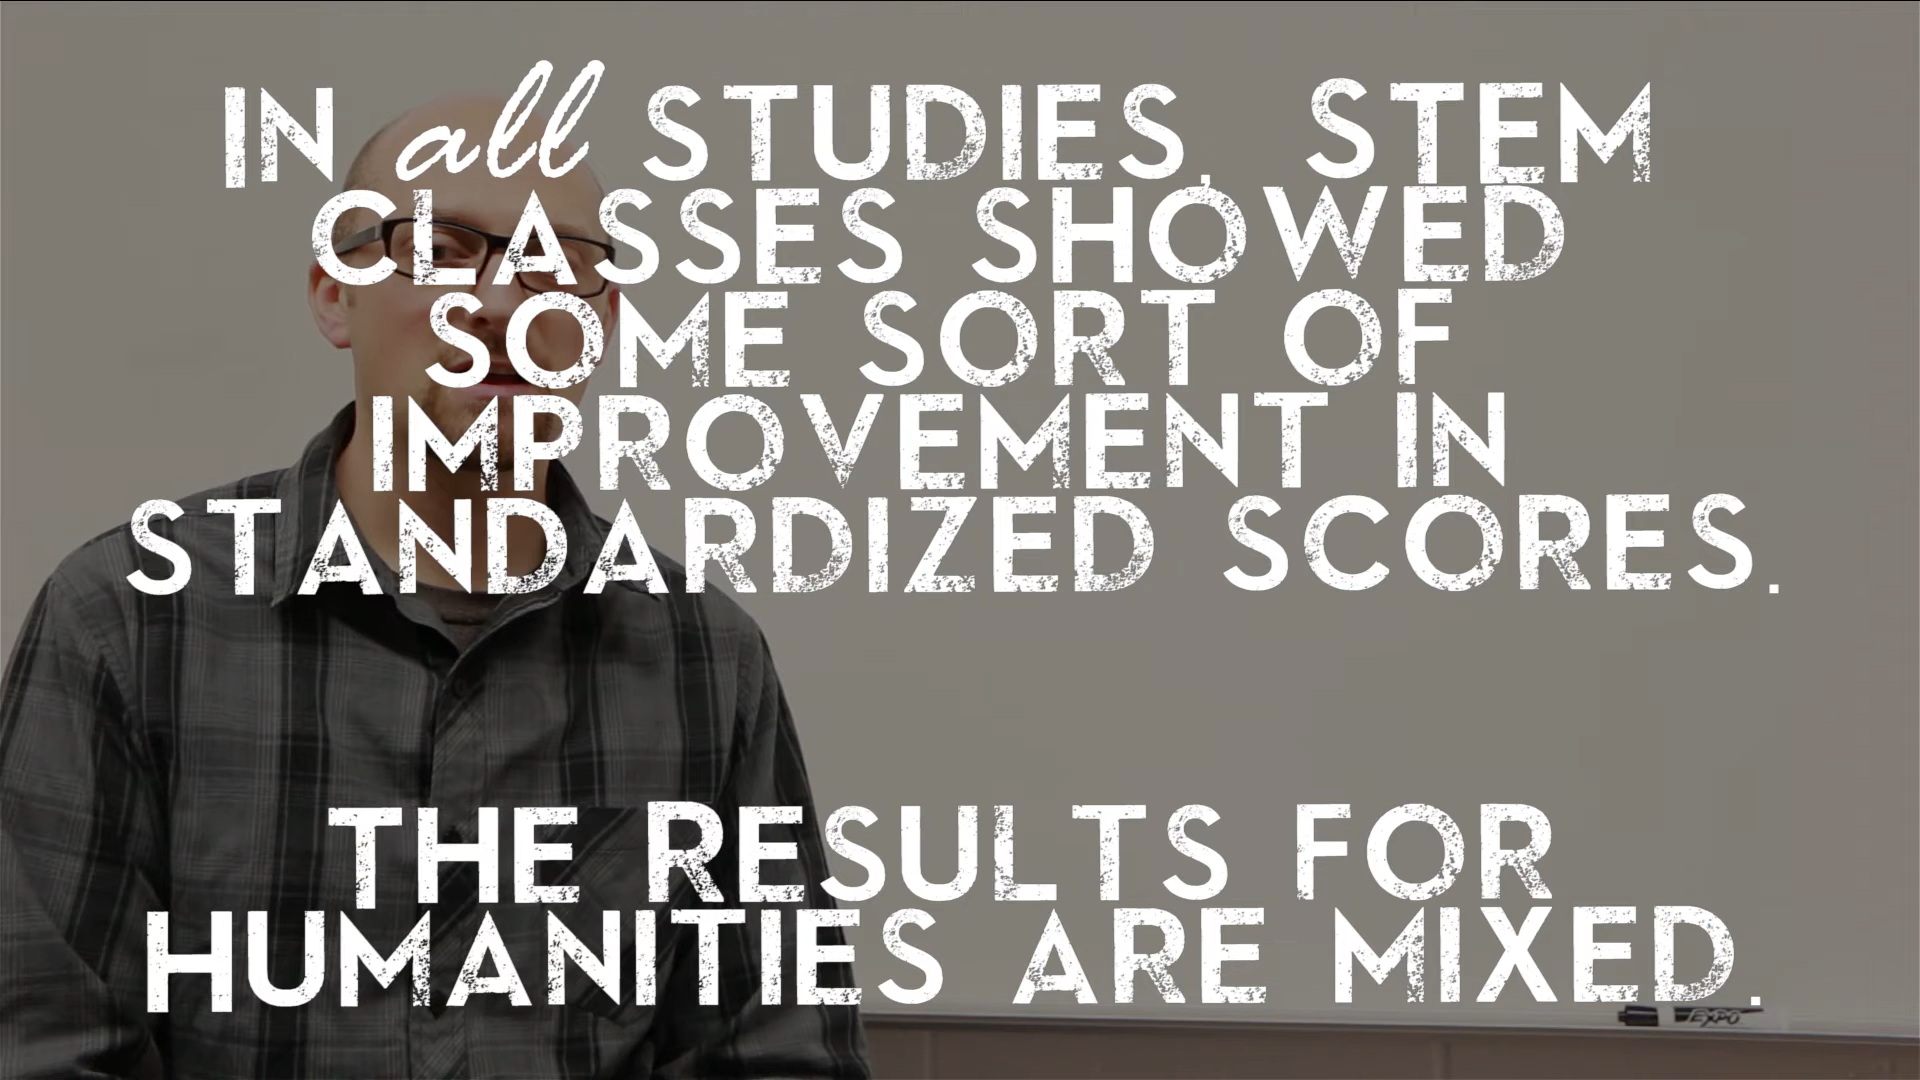 IN all STUDIES, STEM
CLASSES SHOWED
SOME SORT OF
IMPROVEMENT IN
STANDARDIZED SCORES.
THE RESULTS FOR
HUMANITIES ARE MIXED.
EXPO